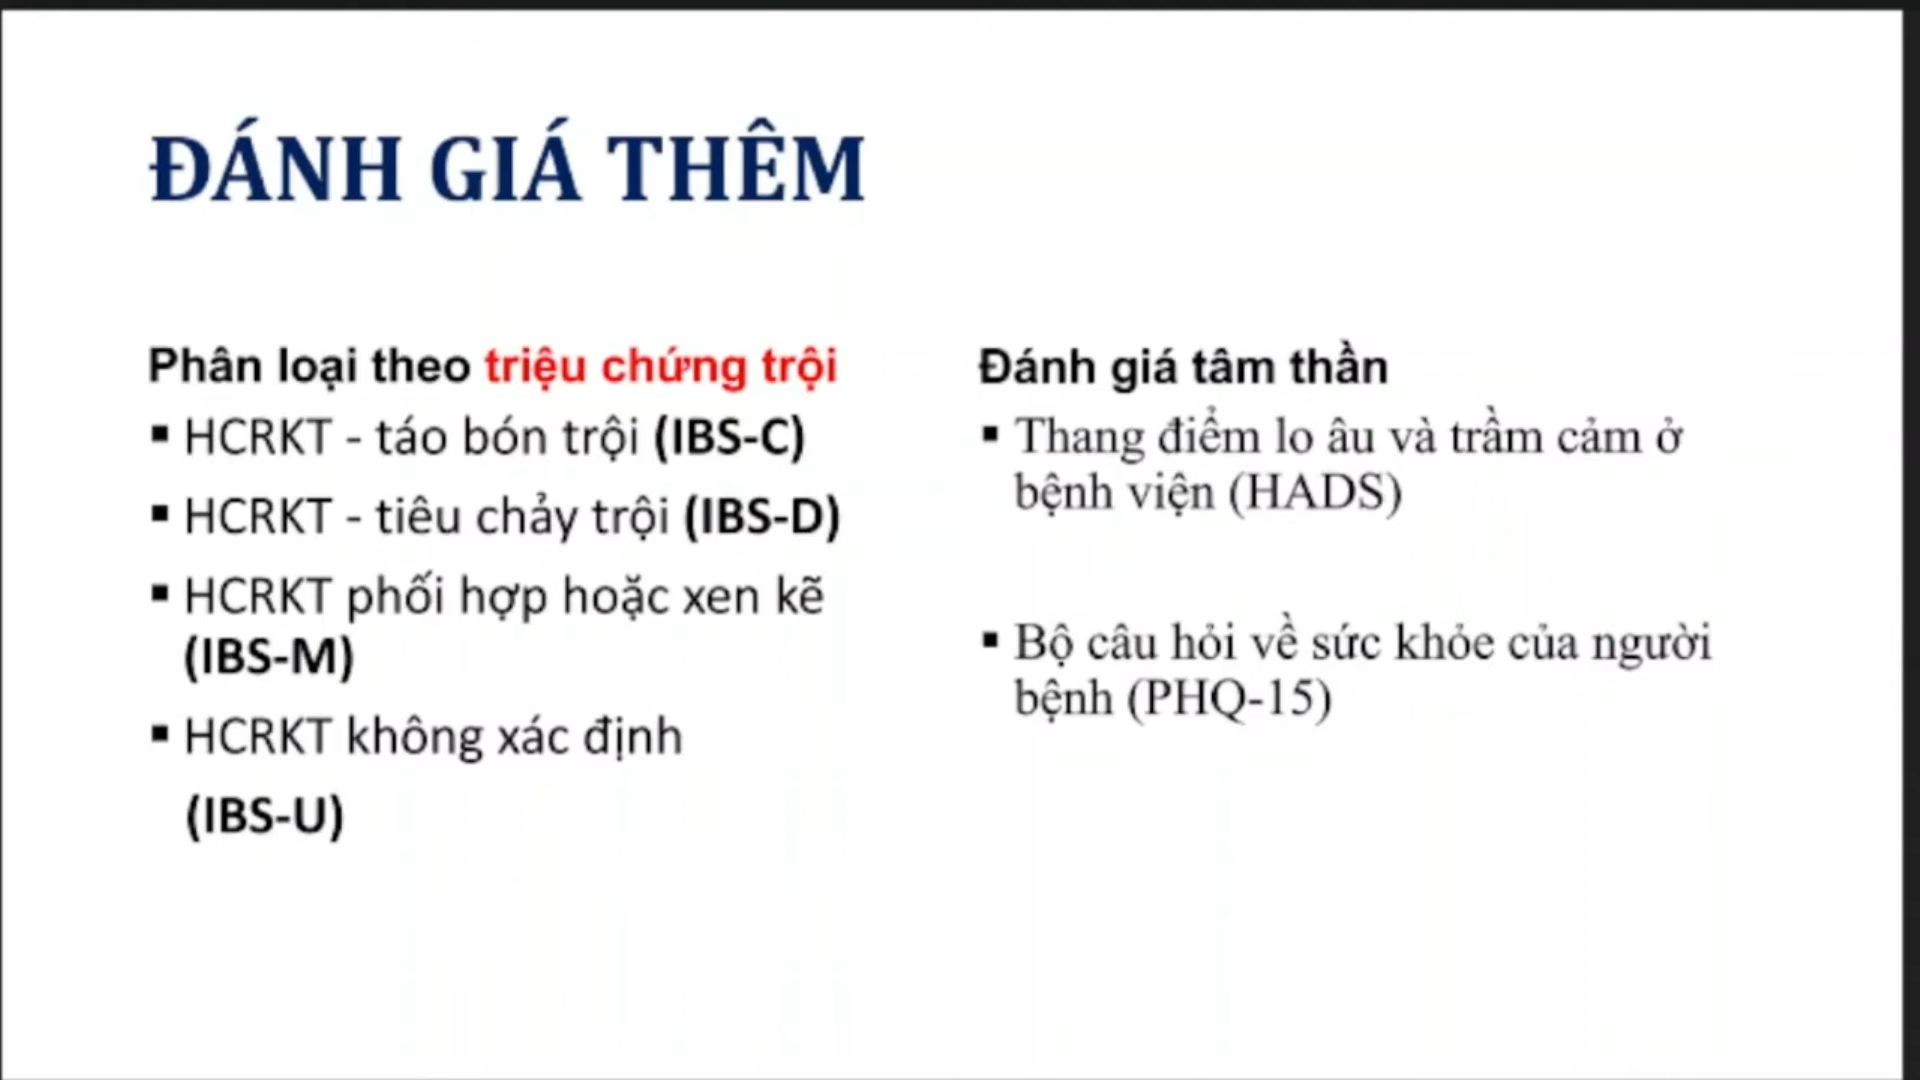 ĐÁNH GIÁ THÊM
Phân loại theo triệu chứng trội
▪ HCRKT - táo bón trội (IBS-C)
▪ HCRKT - tiêu chảy trội (IBS-D)
▪ HCRKT phối hợp hoặc xen kẽ
(IBS-M)
▪ HCRKT không xác định
(IBS-U)
Đánh giá tâm thần
▪ Thang điểm lo âu và trầm cảm ở
bệnh viện (HADS)
▪ Bộ câu hỏi về sức khỏe của người
bệnh (PHQ-15)